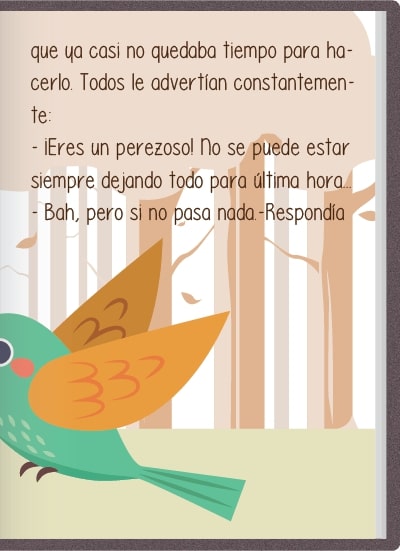 que ya casi no quedaba tiempo para ha-
cerlo. Todos le advertían constantemen-
te:
- ¡Eres un perezoso! No se puede estar
siempre dejando todo para última hora...
- Bah, pero si no pasa nada.-Respondía